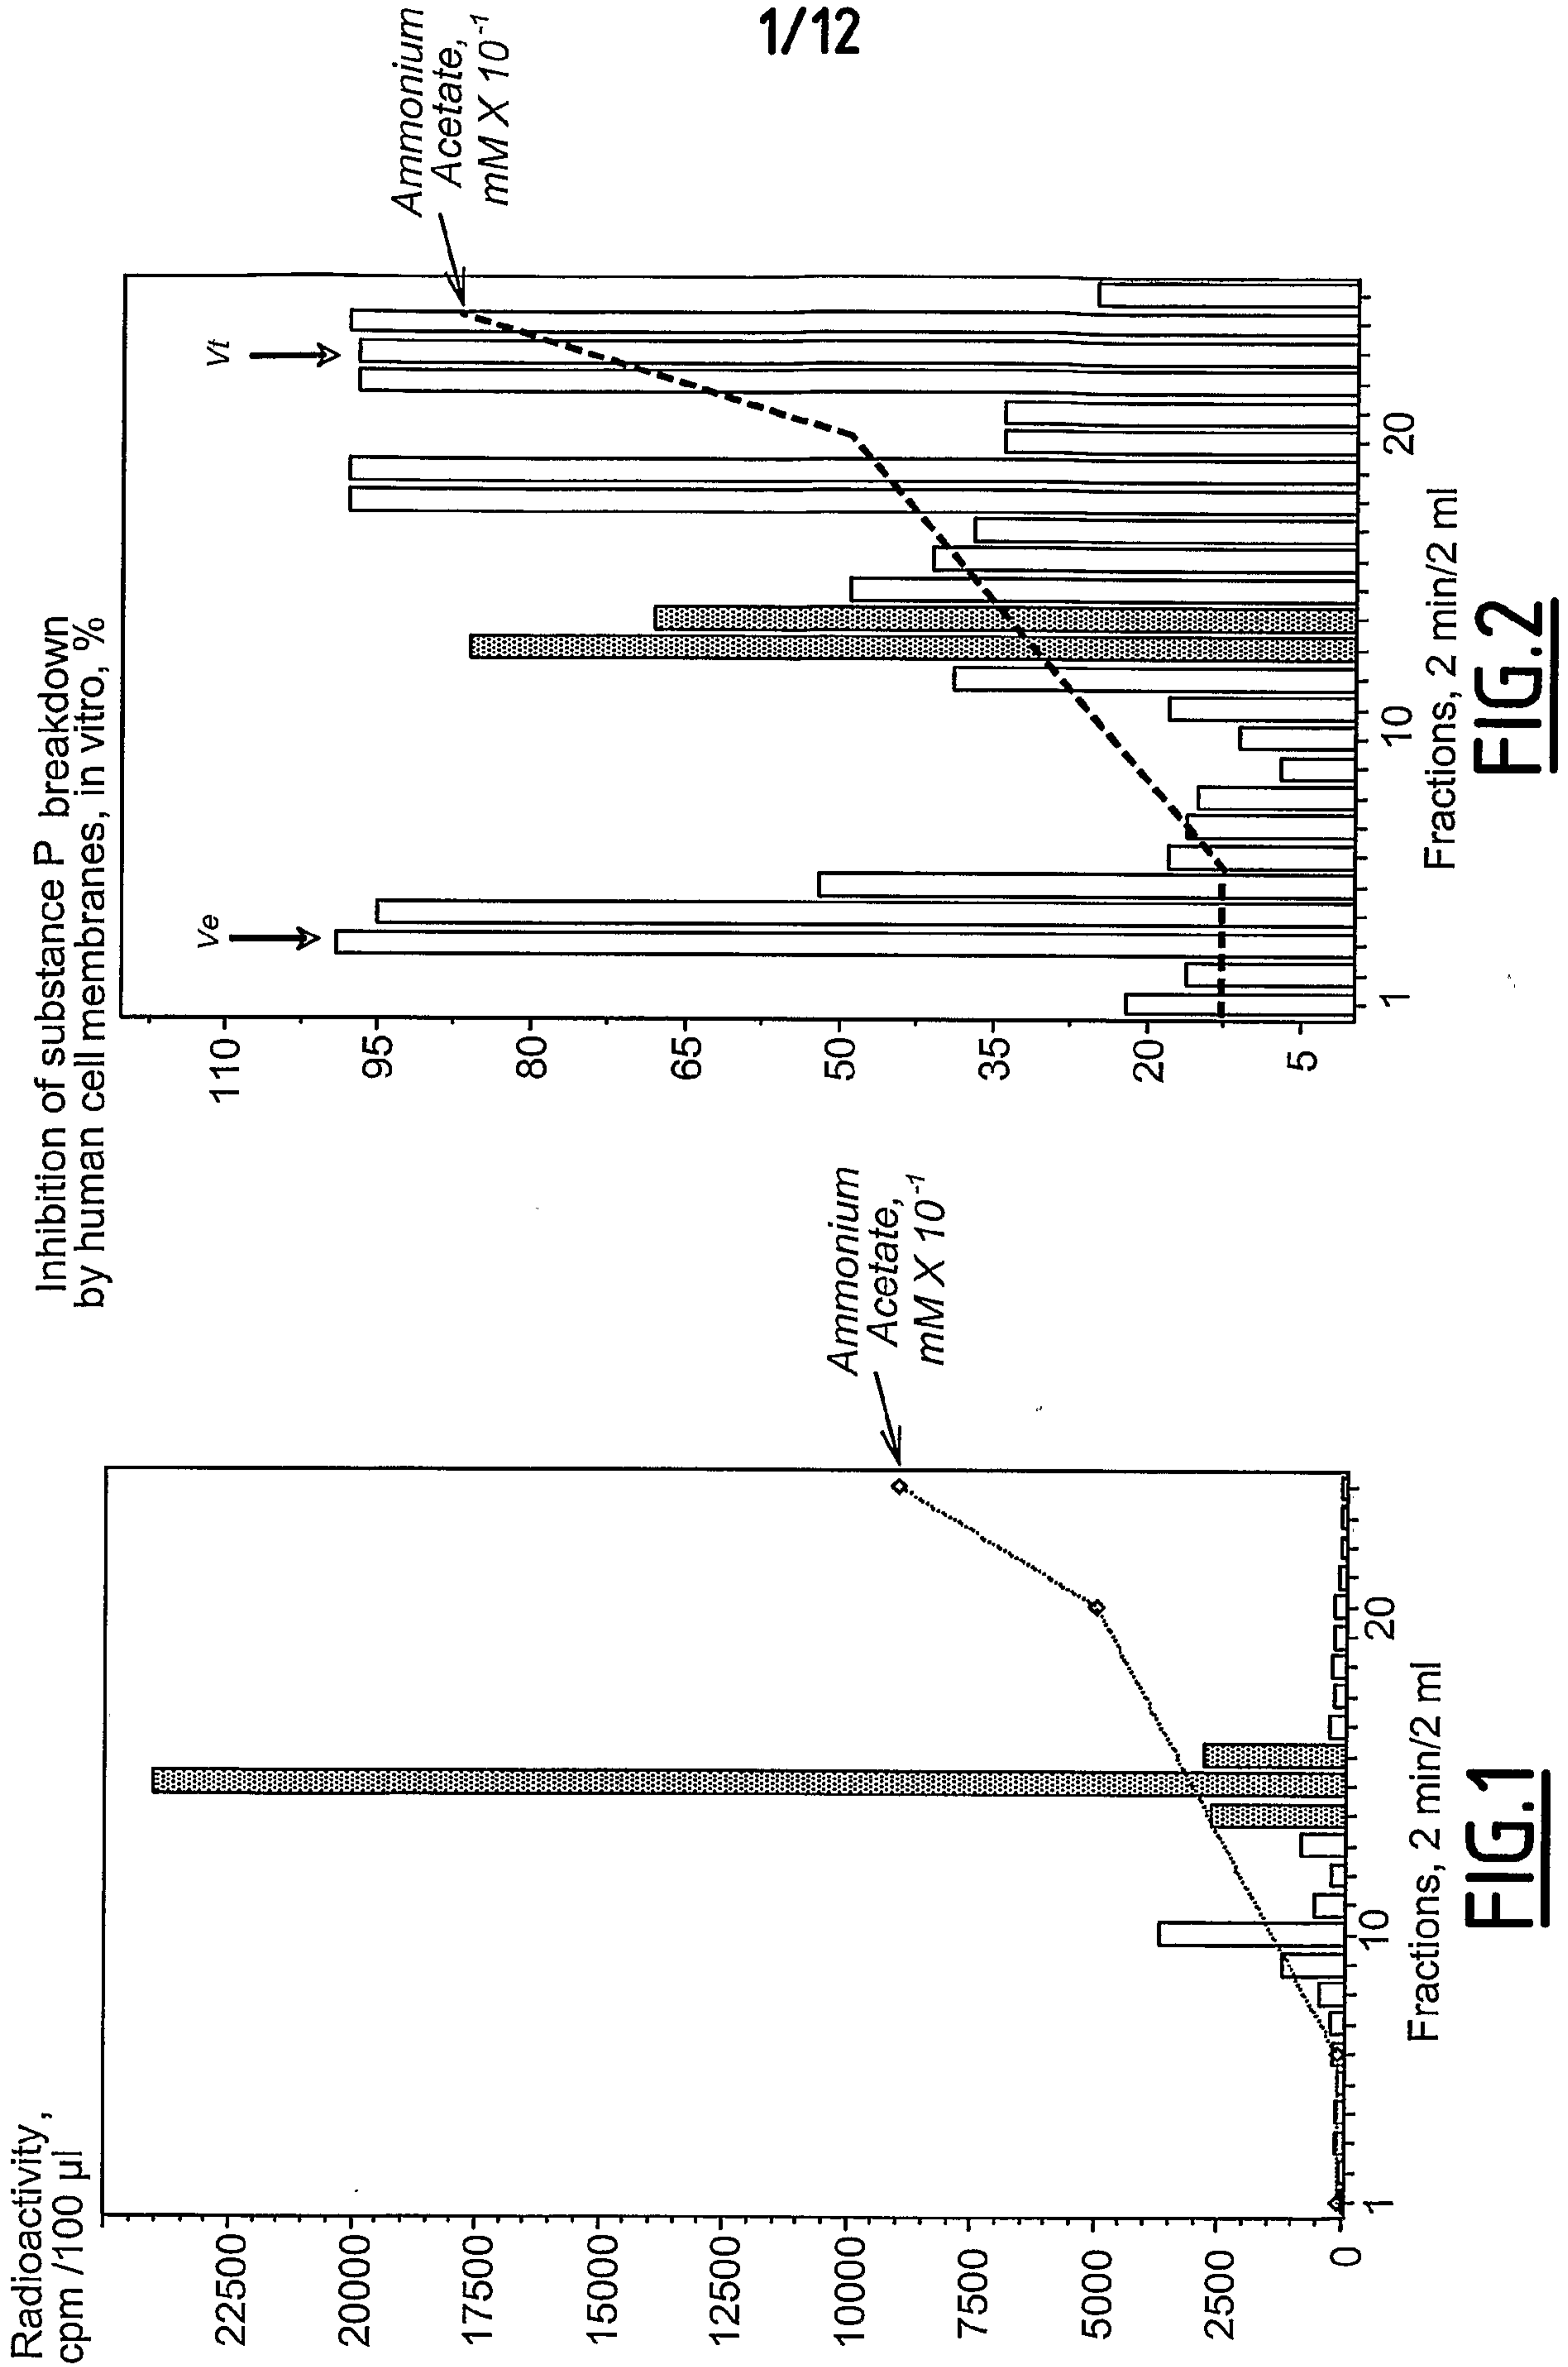 1/12
Radioactivity,
cpm /100 µl
22500
20000
17500
15000
12500
10000
7500
5000
2500
0
1
10
20
Fractions, 2 min/2 ml
Ammonium
Acetate,
mM X 10⁻¹
FIG.1
Inhibition of substance P breakdown
by human cell membranes, in vitro, %
110
95
80
65
50
35
20
5
Ve
Vt
1
10
20
Fractions, 2 min/2 ml
Ammonium
Acetate,
mM X 10⁻¹
FIG.2